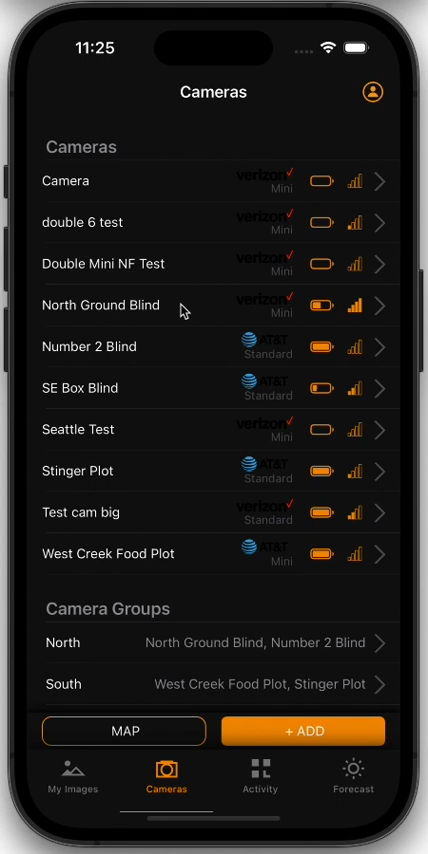 11:25
Cameras
Cameras
Camera verizon✓ Mini
double 6 test verizon✓ Mini
Double Mini NF Test verizon✓ Mini
North Ground Blind verizon✓ Mini
Number 2 Blind AT&T Standard
SE Box Blind AT&T Standard
Seattle Test verizon✓ Mini
Stinger Plot AT&T Standard
Test cam big verizon✓ Standard
West Creek Food Plot AT&T Mini
Camera Groups
North North Ground Blind, Number 2 Blind
South West Creek Food Plot, Stinger Plot
MAP + ADD
My Images Cameras Activity Forecast